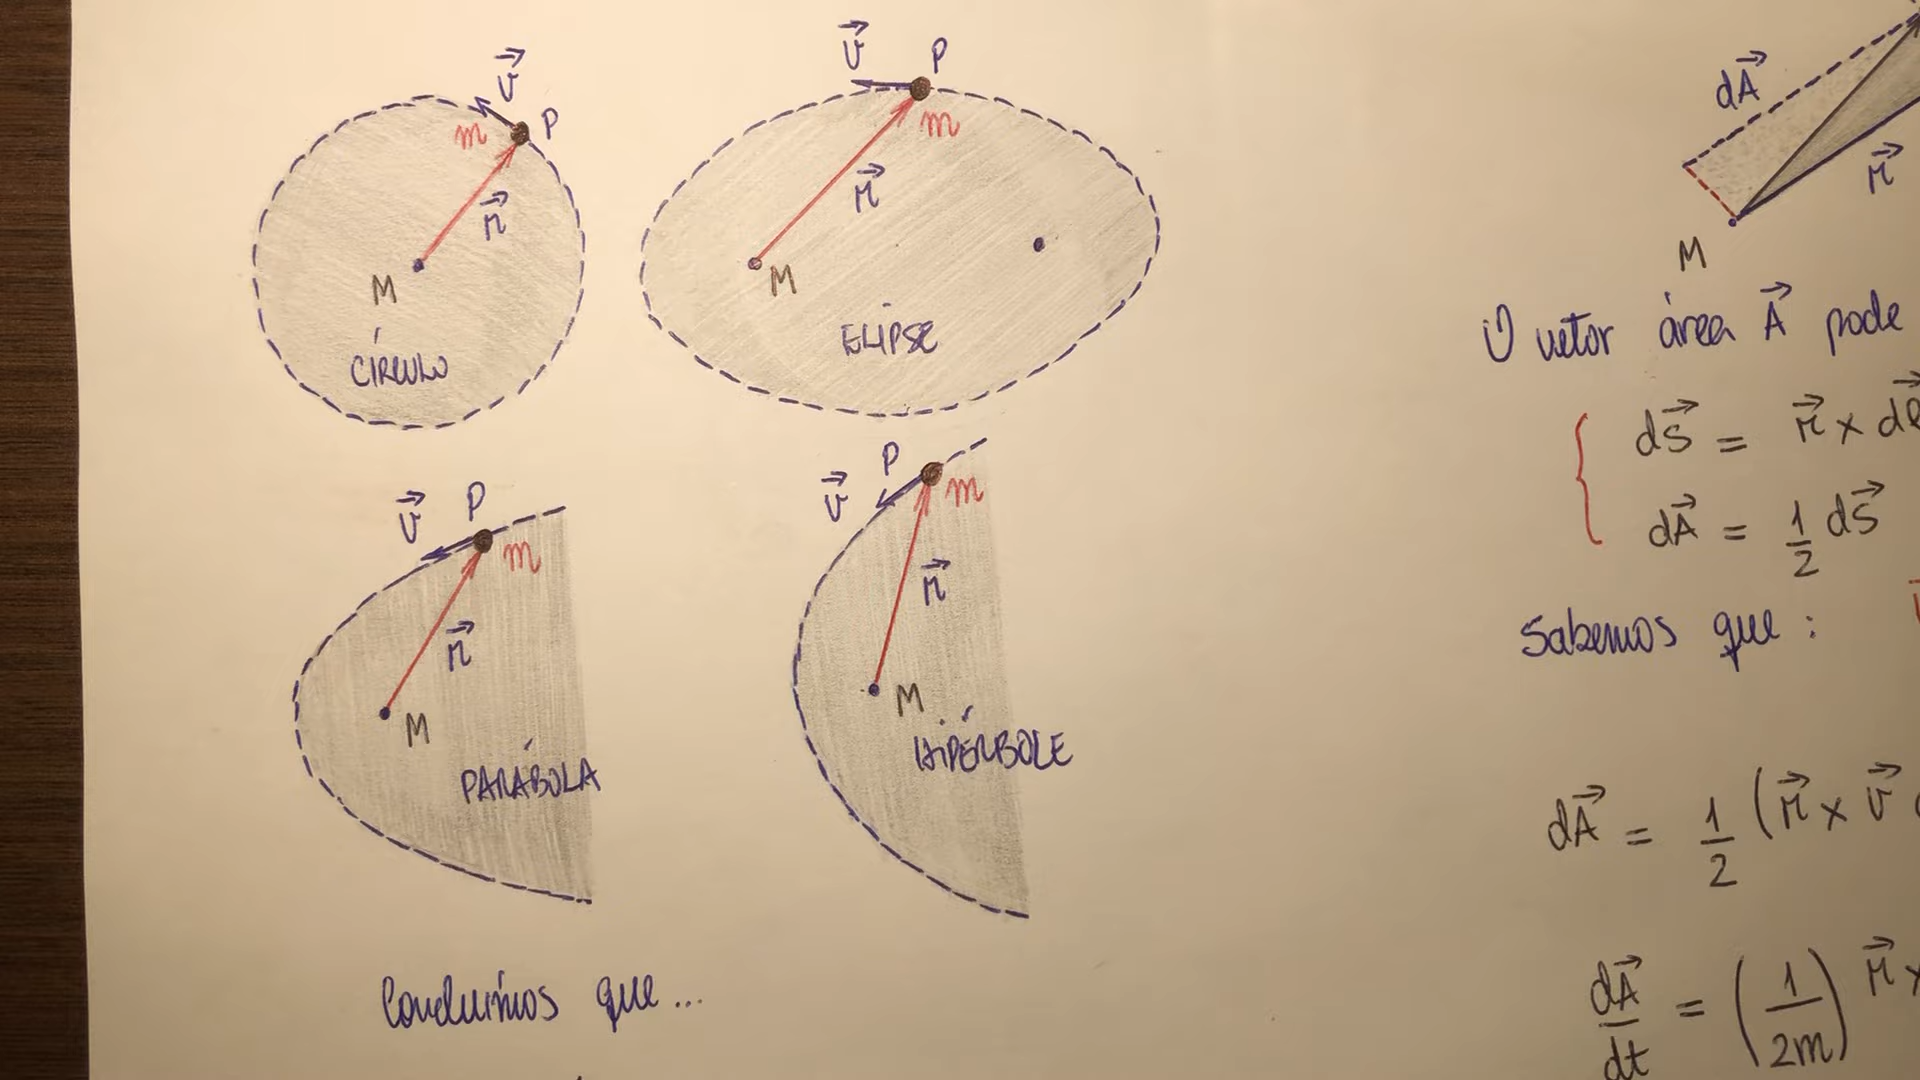 v⃗
P
m
r⃗
M
CÍRCULO
v⃗
P
m
r⃗
M
ELIPSE
v⃗
P
m
r⃗
M
PARÁBOLA
v⃗
P
m
r⃗
M
HIPÉRBOLE
Concluímos que...
dA⃗
r⃗
M
O vetor área A⃗ pode
dS⃗ = r⃗ ×
dA⃗ = 1/2 dS⃗
Sabemos que :
dA⃗ = 1/2 (r⃗ × v⃗
dA⃗/dt = (1/2m) r⃗ ×